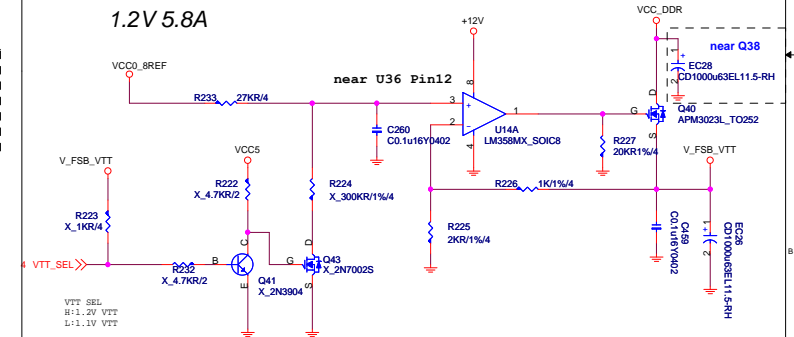 1.2V 5.8A
VCC_DDR
+12V
near Q38
VCC0_8REF
near U36 Pin12
1
+
EC28
2
CD1000u63EL11.5-RH
R233
27KR/4
8
3
+
1
2
-
4
U14A
LM358MX_SOIC8
D
G
S
Q40
APM3023L_TO252
C260
C0.1u16Y0402
R227
20KR1%/4
VCC5
V_FSB_VTT
V_FSB_VTT
R222
X_4.7KR/2
R224
X_300KR/1%/4
R226
1K/1%/4
R223
X_1KR/4
R225
2KR/1%/4
C459
C0.1u16Y0402
1
+
2
EC26
CD1000u63EL11.5-RH
4 VTT_SEL
R232
X_4.7KR/2
B
C
E
Q41
X_2N3904
G
D
S
Q43
X_2N7002S
B
VTT SEL
H:1.2V VTT
L:1.1V VTT